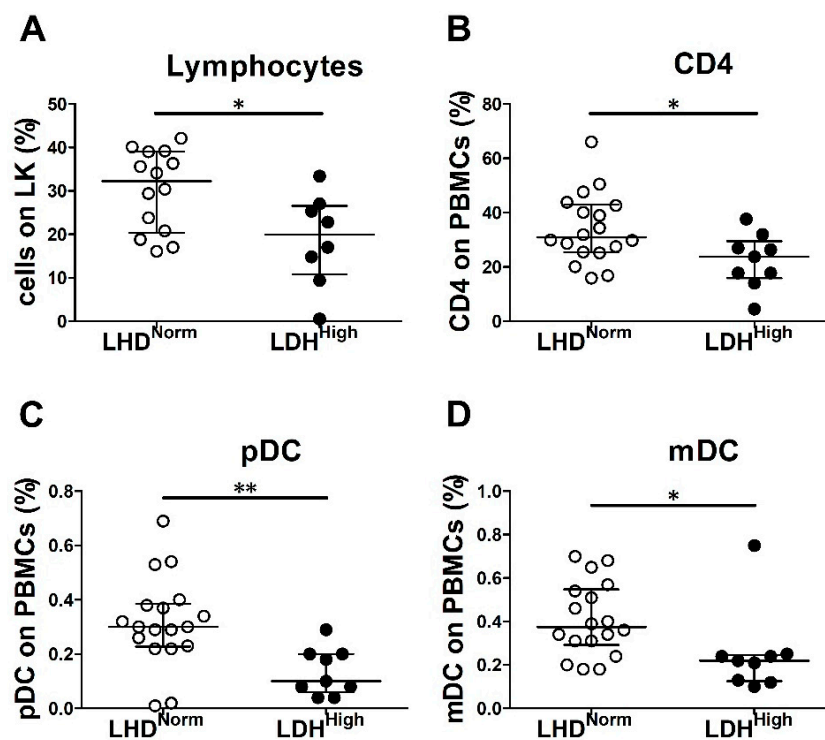 A
Lymphocytes
cells on LK (%)
50
40
30
20
10
0
*
LHDNorm
LDHHigh
B
CD4
CD4 on PBMCs (%)
80
60
40
20
0
*
LHDNorm
LDHHigh
C
pDC
pDC on PBMCs (%)
0.8
0.6
0.4
0.2
0.0
**
LHDNorm
LDHHigh
D
mDC
mDC on PBMCs (%)
1.0
0.8
0.6
0.4
0.2
0.0
*
LHDNorm
LDHHigh